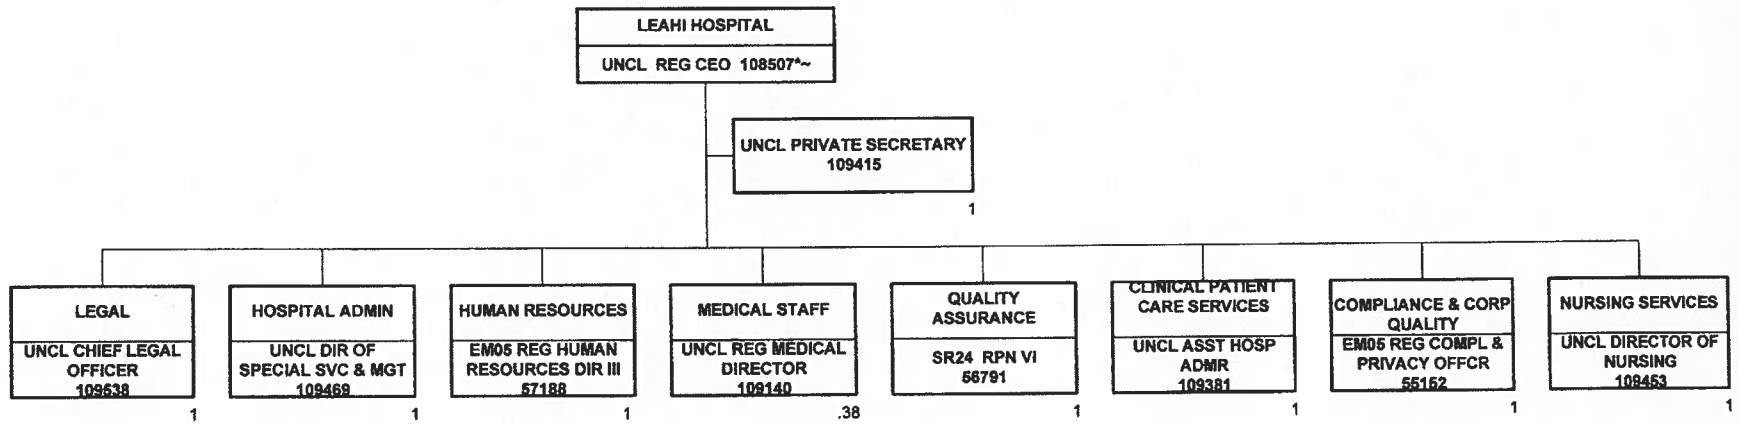 LEAHI HOSPITAL
UNCL REG CEO 108507*~
UNCL PRIVATE SECRETARY
109415
1
LEGAL
UNCL CHIEF LEGAL
OFFICER
109538
1
HOSPITAL ADMIN
UNCL DIR OF
SPECIAL SVC & MGT
109469
1
HUMAN RESOURCES
EM05 REG HUMAN
RESOURCES DIR III
57188
1
MEDICAL STAFF
UNCL REG MEDICAL
DIRECTOR
109140
.38
QUALITY
ASSURANCE
SR24 RPN VI
56791
1
CLINICAL PATIENT
CARE SERVICES
UNCL ASST HOSP
ADMR
109381
1
COMPLIANCE & CORP
QUALITY
EM05 REG COMPL &
PRIVACY OFFCR
55152
1
NURSING SERVICES
UNCL DIRECTOR OF
NURSING
109453
1